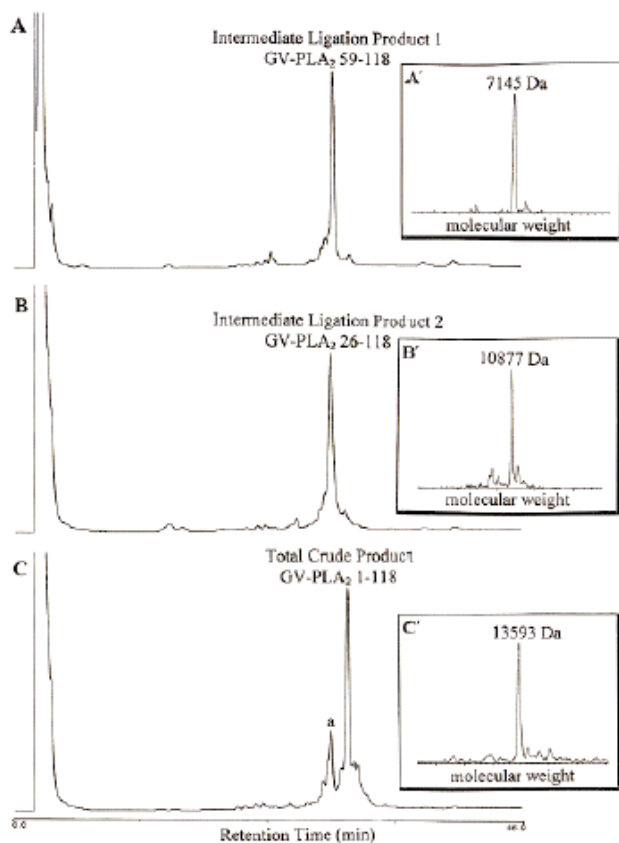 A
Intermediate Ligation Product 1
GV-PLA₂ 59-118
A′
7145 Da
molecular weight
B
Intermediate Ligation Product 2
GV-PLA₂ 26-118
B′
10877 Da
molecular weight
C
Total Crude Product
GV-PLA₂ 1-118
a
C′
13593 Da
molecular weight
0.0
Retention Time (min)